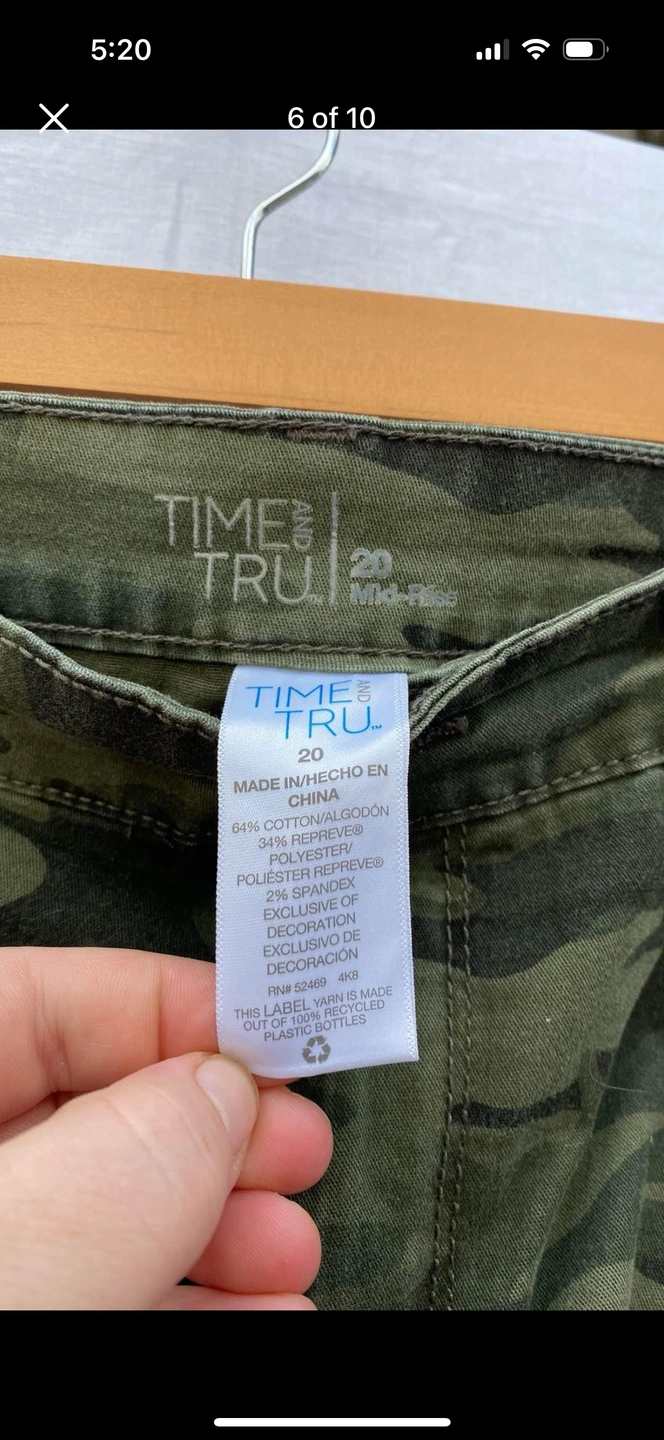 5:20
6 of 10
TIME AND
TRU™
20
Mid-Rise
TIME AND
TRU™
20
MADE IN/HECHO EN
CHINA
64% COTTON/ALGODÓN
34% REPREVE®
POLYESTER/
POLIÉSTER REPREVE®
2% SPANDEX
EXCLUSIVE OF
DECORATION
EXCLUSIVO DE
DECORACIÓN
RN# 52469 4K8
THIS LABEL YARN IS MADE
OUT OF 100% RECYCLED
PLASTIC BOTTLES